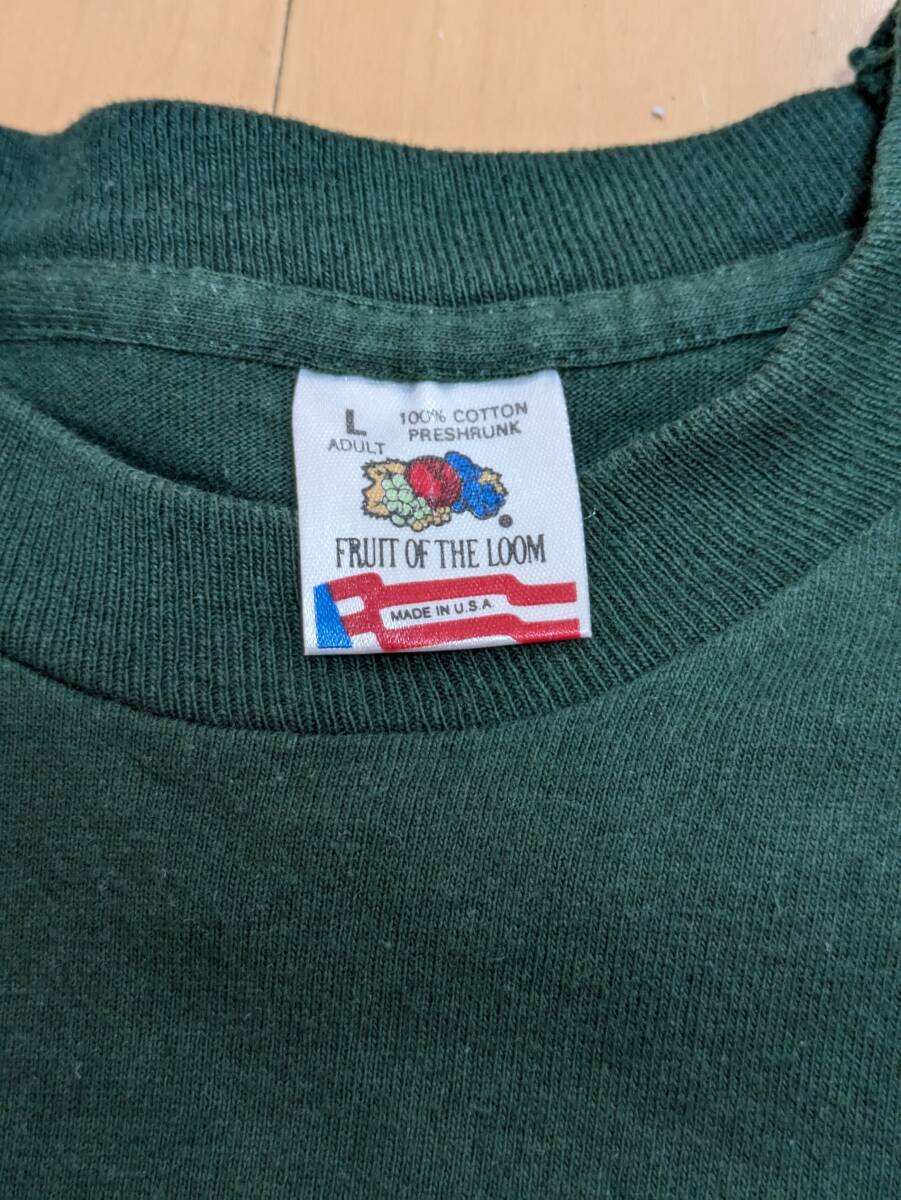 L
ADULT
100% COTTON
PRESHRUNK
®
FRUIT OF THE LOOM
MADE IN U.S.A.